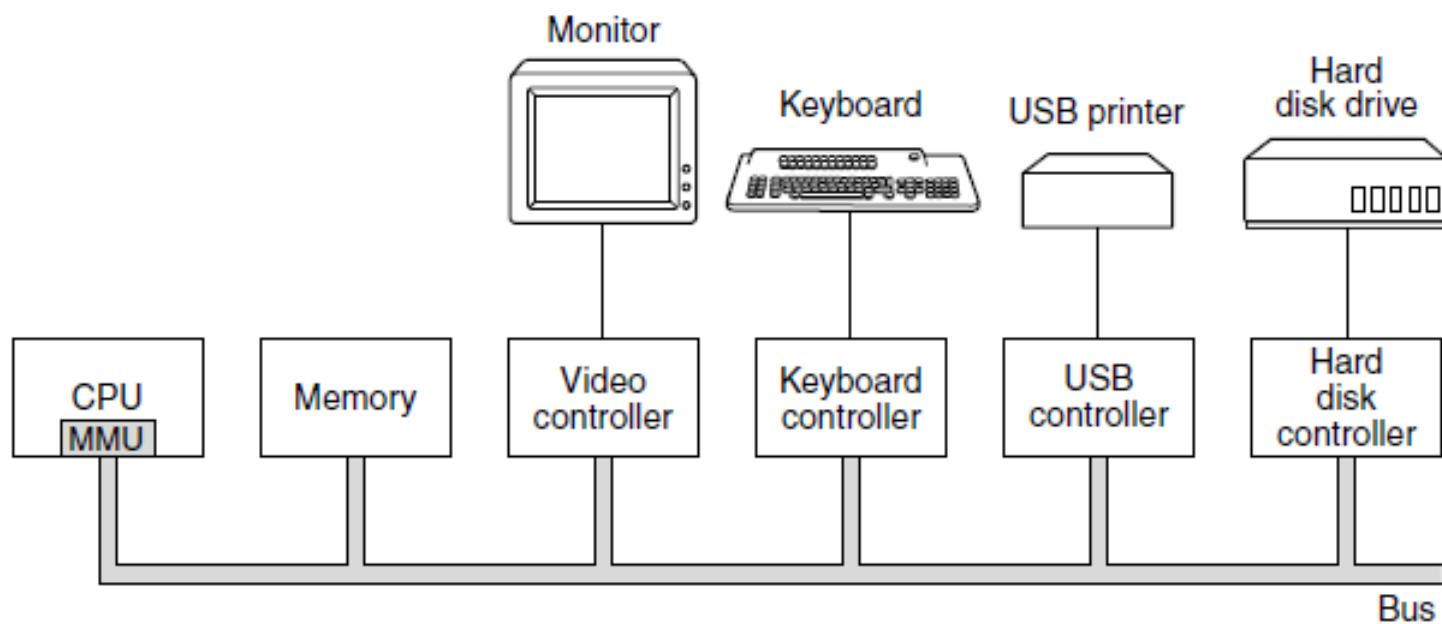 Monitor
Keyboard
USB printer
Hard
disk drive
CPU
MMU
Memory
Video
controller
Keyboard
controller
USB
controller
Hard
disk
controller
Bus